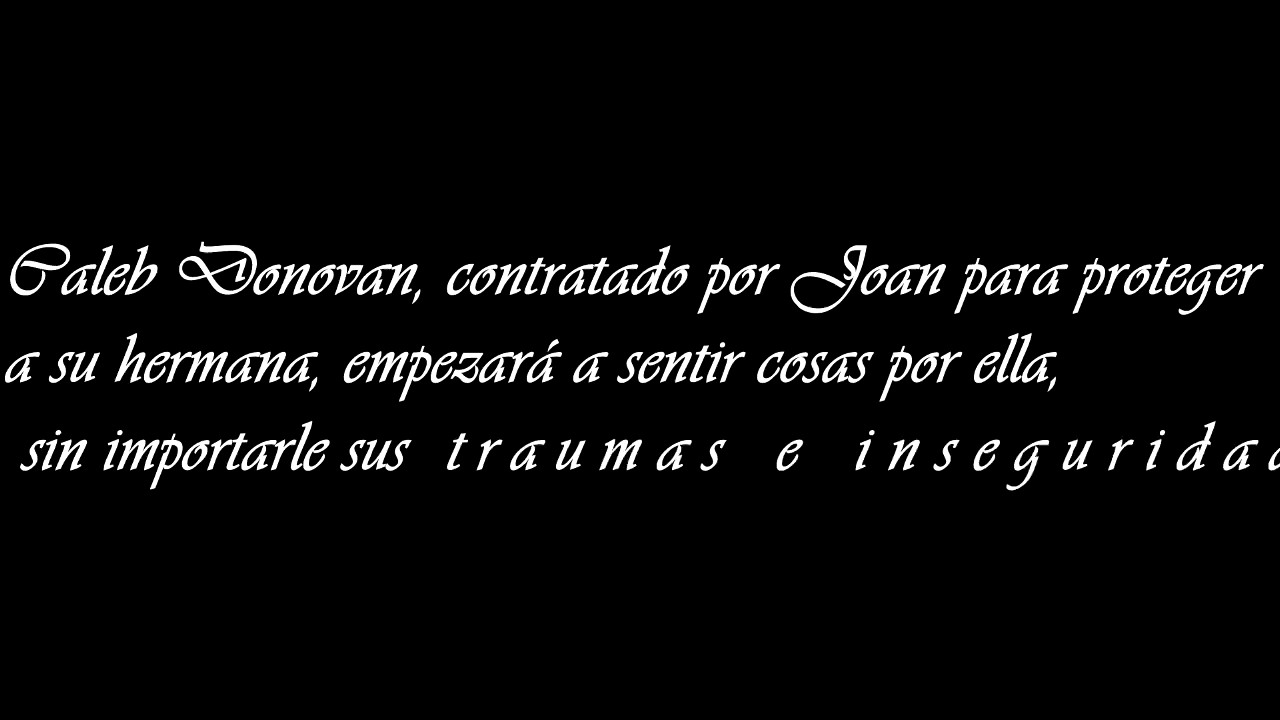 Caleb Donovan, contratado por Joan para proteger
a su hermana, empezará a sentir cosas por ella,
sin importarle sus t r a u m a s e i n s e g u r i d a